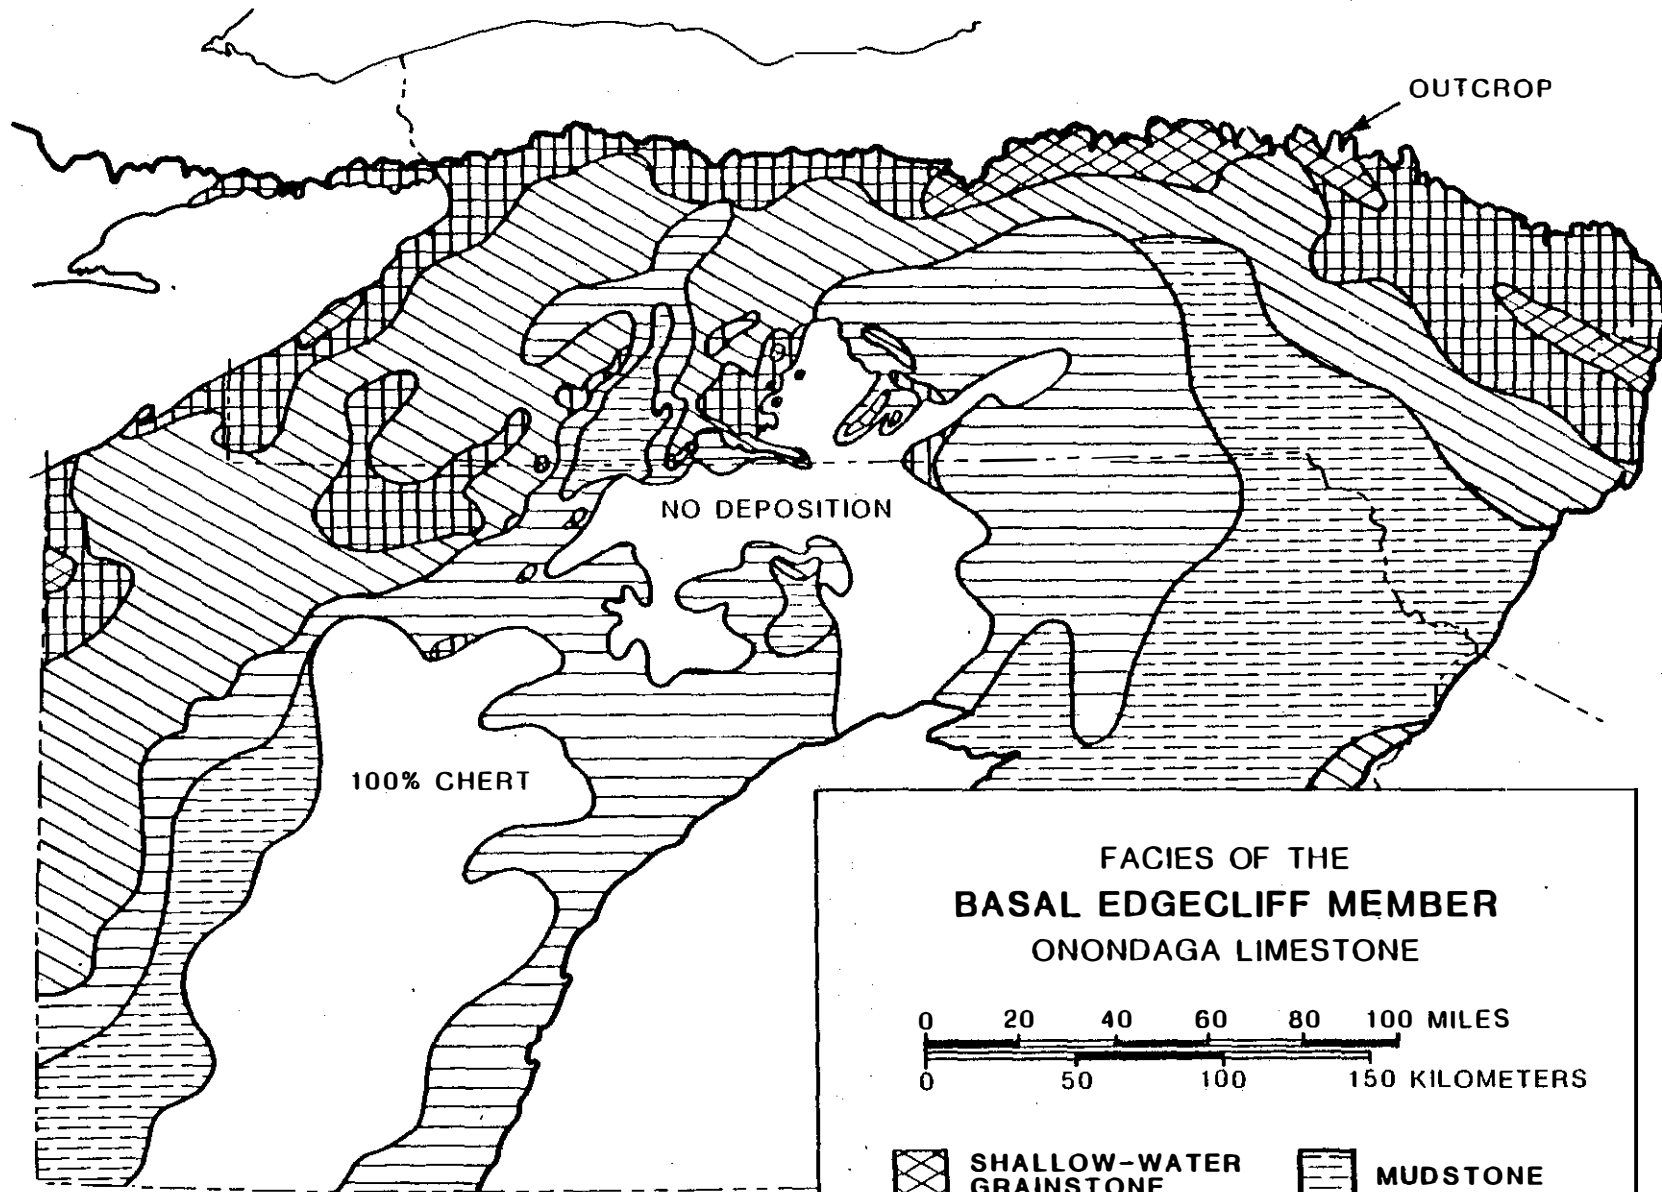 OUTCROP
NO DEPOSITION
100% CHERT
FACIES OF THE
BASAL EDGECLIFF MEMBER
ONONDAGA LIMESTONE
0 20 40 60 80 100 MILES
0 50 100 150 KILOMETERS
SHALLOW-WATER
GRAINSTONE
MUDSTONE